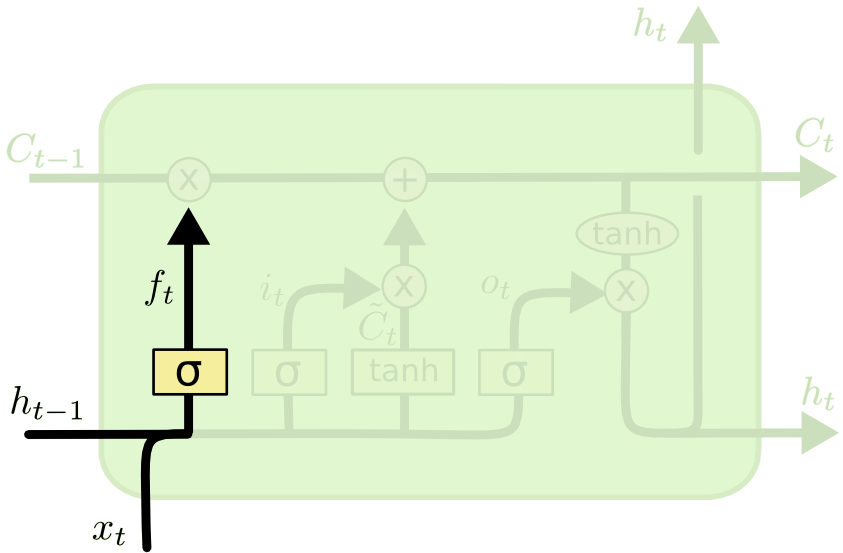 h_t
C_{t-1}
C_t
x
+
tanh
f_t
i_t
x
o_t
x
\tilde{C}_t
σ
σ
tanh
σ
h_{t-1}
h_t
x_t